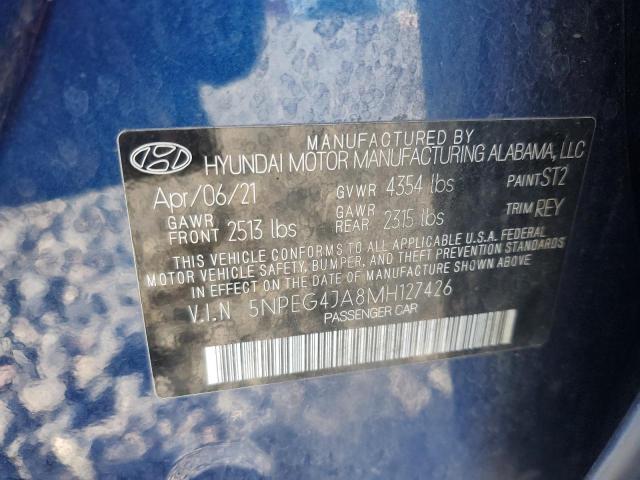 MANUFACTURED BY
HYUNDAI MOTOR MANUFACTURING ALABAMA, LLC
Apr/06/21 GVWR 4354 lbs PAINT ST2
GAWR FRONT 2513 lbs GAWR REAR 2315 lbs TRIM REY
THIS VEHICLE CONFORMS TO ALL APPLICABLE U.S.A. FEDERAL
MOTOR VEHICLE SAFETY, BUMPER, AND THEFT PREVENTION STANDARDS
IN EFFECT ON THE DATE OF MANUFACTURE SHOWN ABOVE.
V.I.N 5NPEG4JA8MH127426
PASSENGER CAR